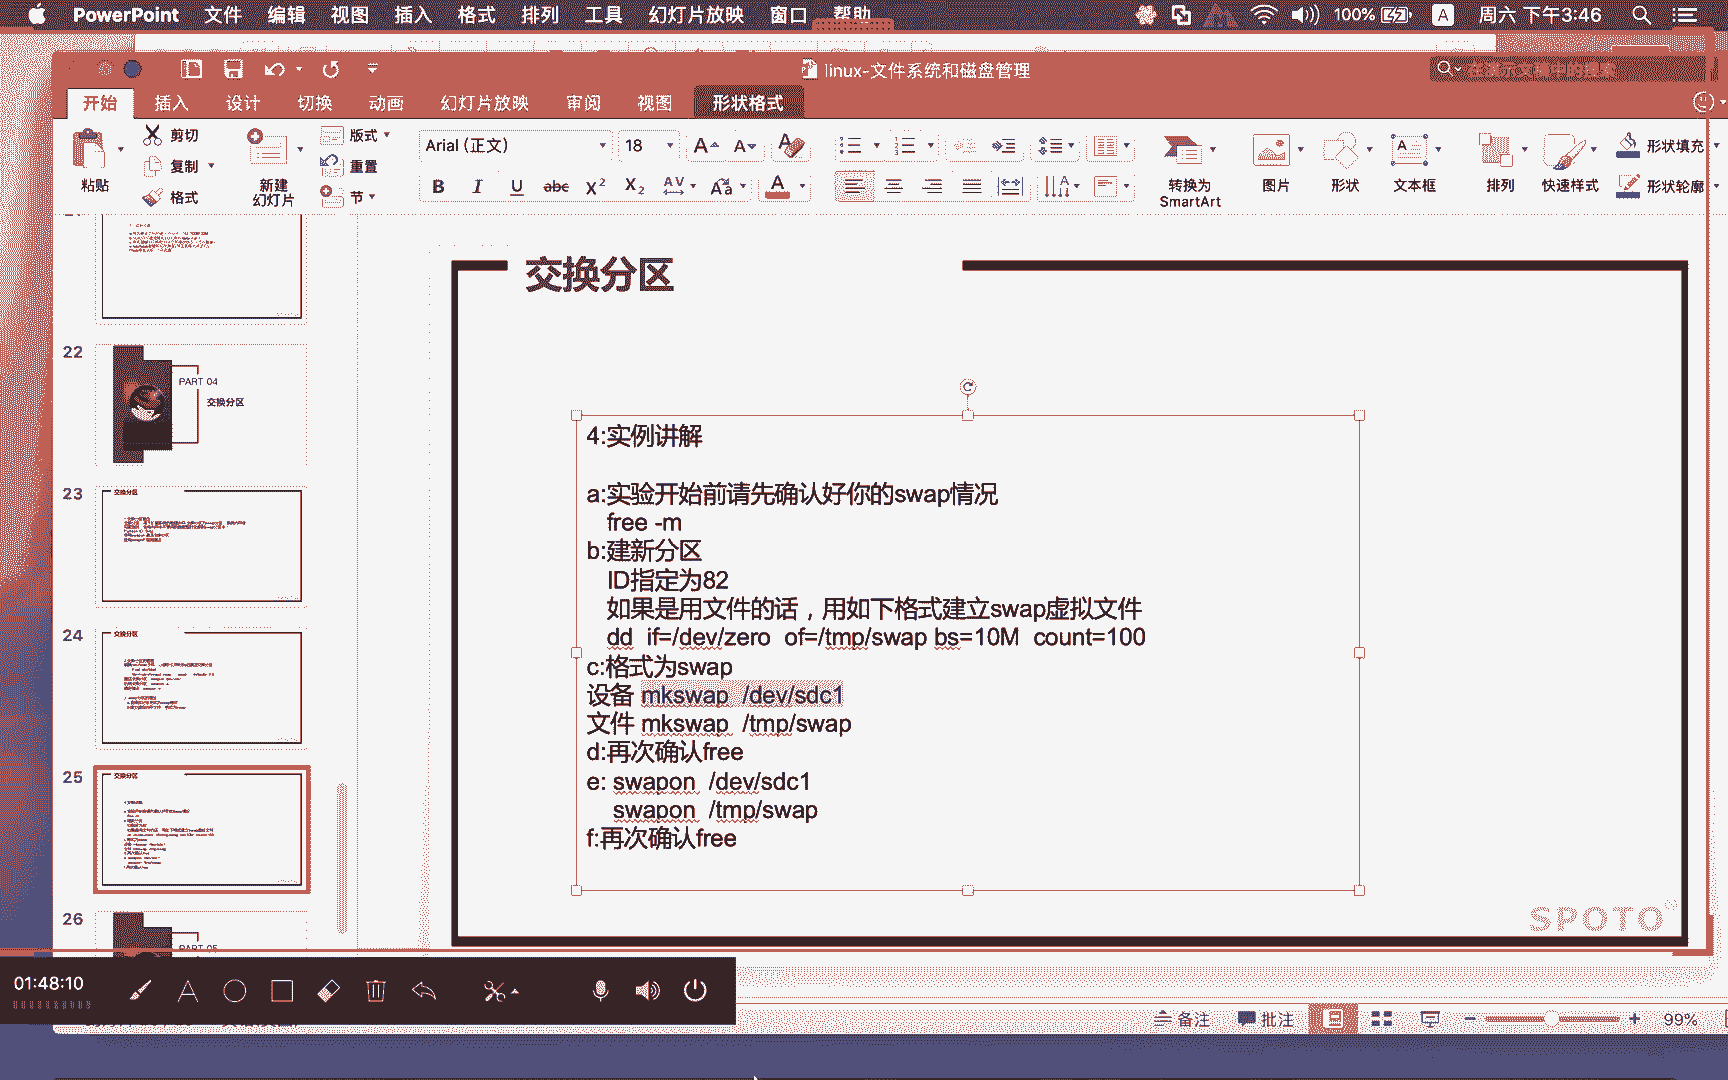 PowerPoint 文件 编辑 视图 插入 格式 排列 工具 幻灯片放映 窗口 帮助 100% A 周六 下午3:46
linux-文件系统和磁盘管理
在演示文稿中的搜索
开始 插入 设计 切换 动画 幻灯片放映 审阅 视图 形状格式
粘贴 剪切 复制 格式
新建幻灯片 版式 重置 节
Arial (正文) 18
转换为 SmartArt 图片 形状 文本框 排列 快速样式 形状填充 形状轮廓
22
PART 04
交换分区
23
交换分区
24
交换分区
25
交换分区
26
PART 05
交换分区
4:实例讲解
a:实验开始前请先确认好你的swap情况
free -m
b:建新分区
ID指定为82
如果是用文件的话，用如下格式建立swap虚拟文件
dd if=/dev/zero of=/tmp/swap bs=10M count=100
c:格式为swap
设备 mkswap /dev/sdc1
文件 mkswap /tmp/swap
d:再次确认free
e: swapon /dev/sdc1
swapon /tmp/swap
f:再次确认free
SPOTO
01:48:10
备注 批注 99%